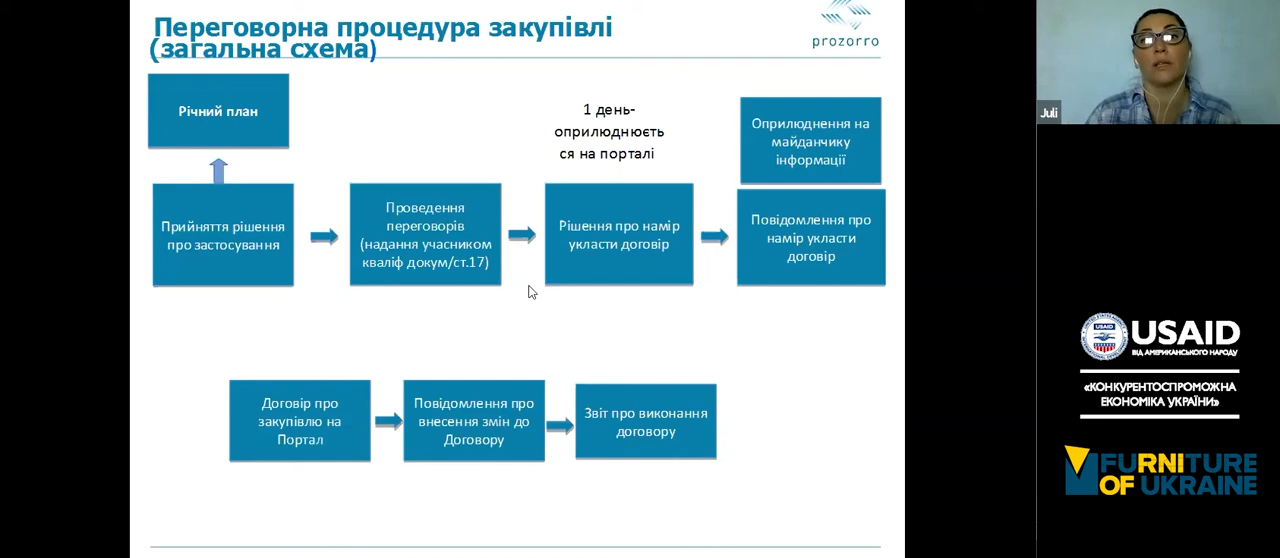 Переговорна процедура закупівлі
(загальна схема)
prozorro
Річний план
1 день-
оприлюднюєть
ся на порталі
Оприлюднення на
майданчику
інформації
Прийняття рішення
про застосування
Проведення
переговорів
(надання учасником
кваліф докум/ст.17)
Рішення про намір
укласти договір
Повідомлення про
намір укласти
договір
Договір про
закупівлю на
Портал
Повідомлення про
внесення змін до
Договору
Звіт про виконання
договору
Juli
USAID
USAID
ВІД АМЕРИКАНСЬКОГО НАРОДУ
«КОНКУРЕНТОСПРОМОЖНА
ЕКОНОМІКА УКРАЇНИ»
FURNITURE
OF UKRAINE